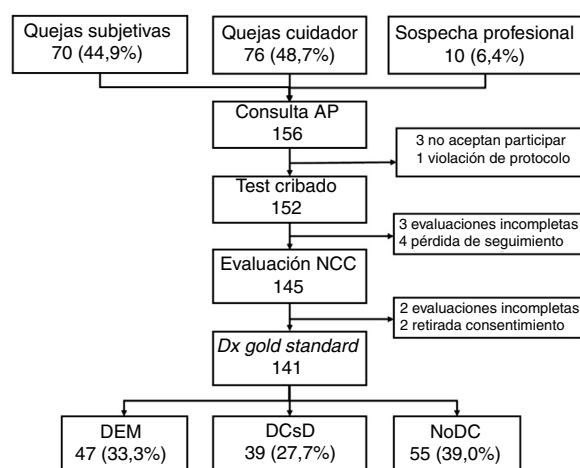 Quejas subjetivas
70 (44,9%)
Quejas cuidador
76 (48,7%)
Sospecha profesional
10 (6,4%)
Consulta AP
156
3 no aceptan participar
1 violación de protocolo
Test cribado
152
3 evaluaciones incompletas
4 pérdida de seguimiento
Evaluación NCC
145
2 evaluaciones incompletas
2 retirada consentimiento
Dx gold standard
141
DEM
47 (33,3%)
DCsD
39 (27,7%)
NoDC
55 (39,0%)